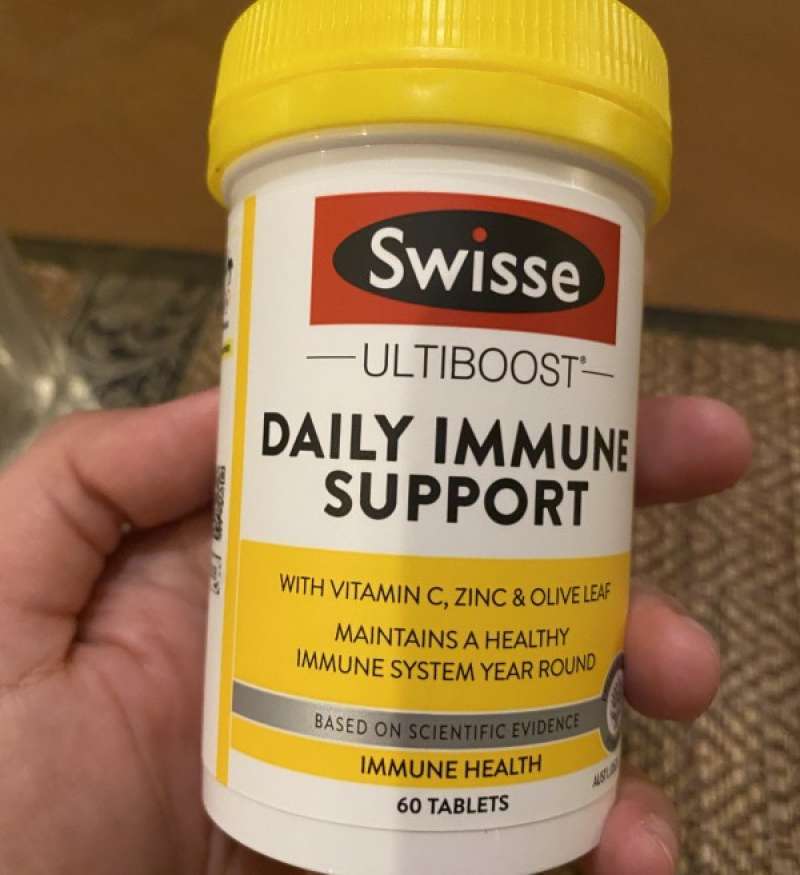 Swisse
ULTIBOOST®
DAILY IMMUNE
SUPPORT
WITH VITAMIN C, ZINC & OLIVE LEAF
MAINTAINS A HEALTHY
IMMUNE SYSTEM YEAR ROUND
BASED ON SCIENTIFIC EVIDENCE
IMMUNE HEALTH
60 TABLETS